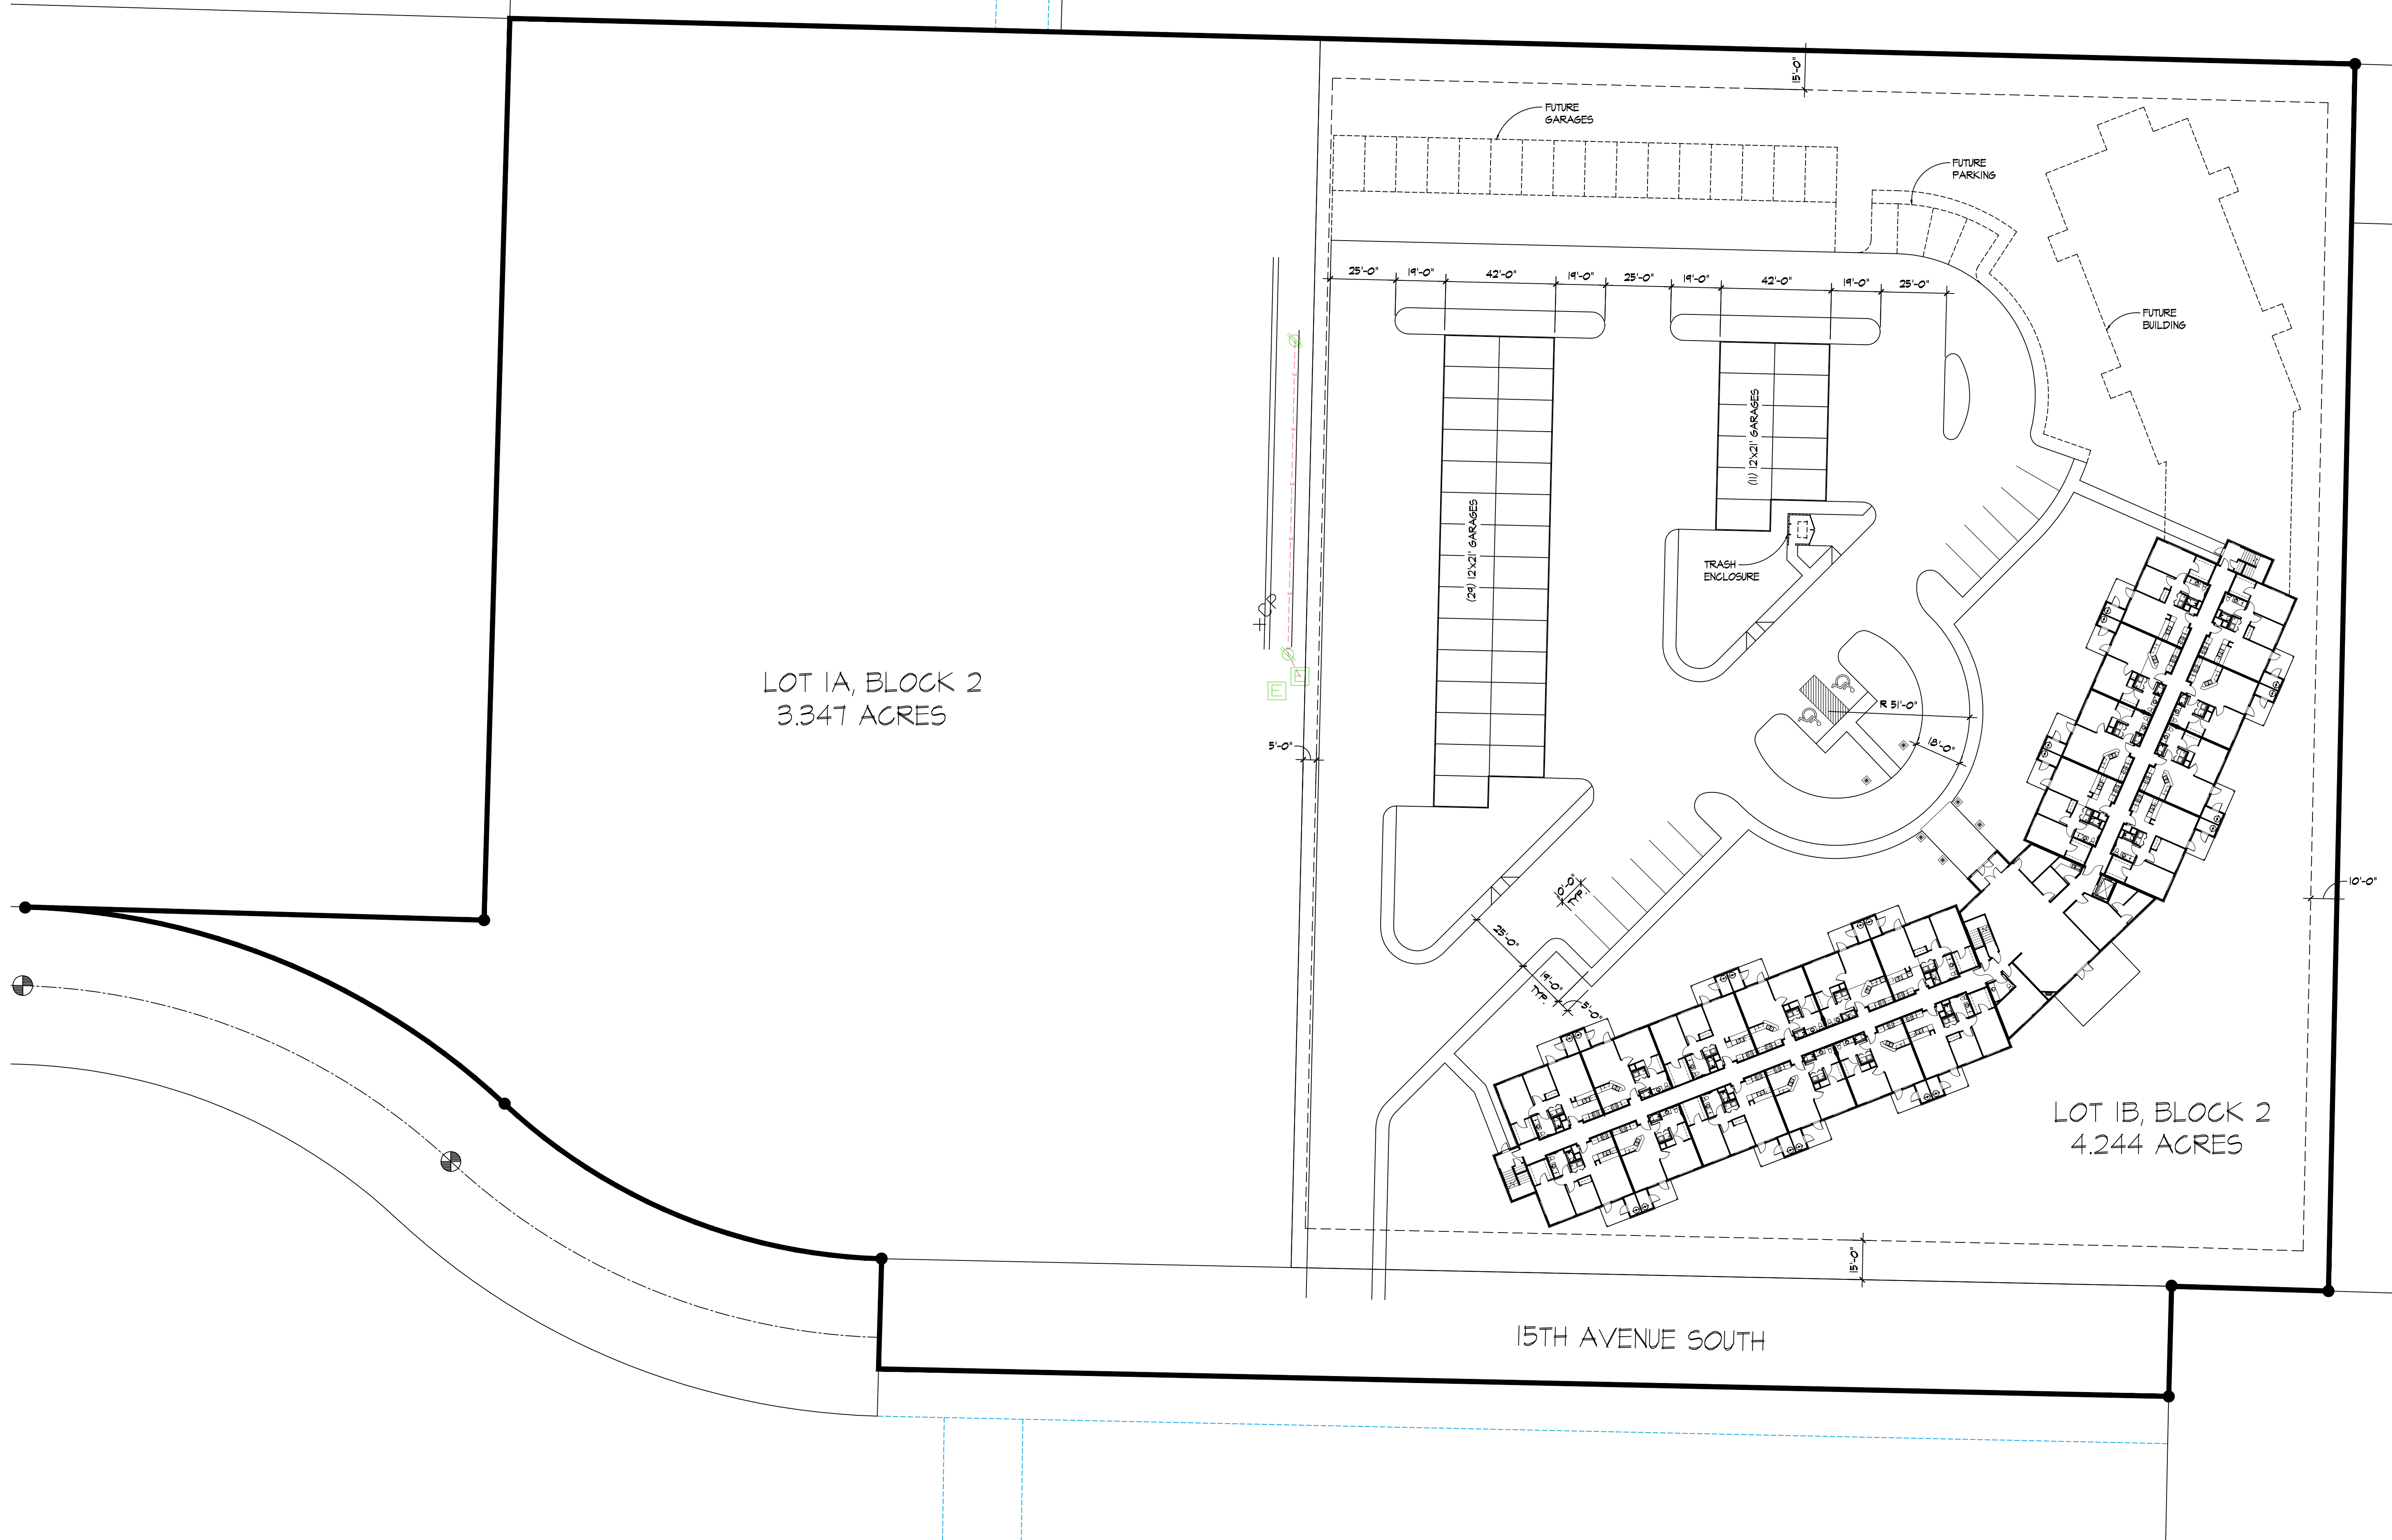 15'-0"
FUTURE
GARAGES
FUTURE
PARKING
25'-0"
19'-0"
42'-0"
19'-0"
25'-0"
19'-0"
42'-0"
19'-0"
25'-0"
FUTURE
BUILDING
(11) 12'x21' GARAGES
(29) 12'x21' GARAGES
TRASH
ENCLOSURE
CP
E
E
LOT 1A, BLOCK 2
3.347 ACRES
R 51'-0"
18'-0"
5'-0"
10'-0"
10'-0"
TYP.
25'-0"
19'-0"
TYP.
5'-0"
LOT 1B, BLOCK 2
4.244 ACRES
15'-0"
15TH AVENUE SOUTH